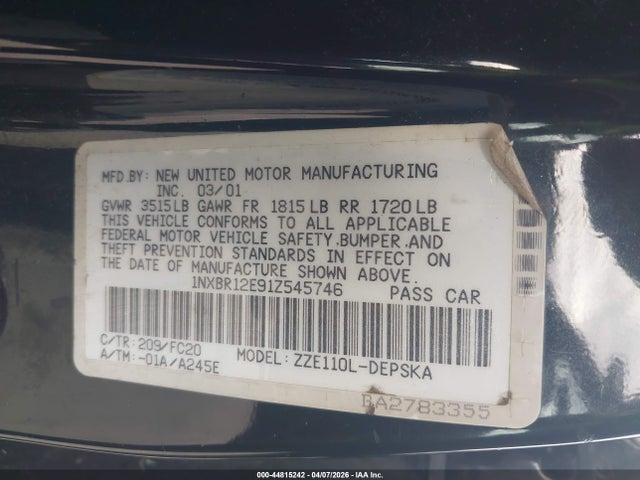 MFD.BY: NEW UNITED MOTOR MANUFACTURING
INC. 03/01
GVWR 3515LB GAWR FR 1815LB RR 1720LB
THIS VEHICLE CONFORMS TO ALL APPLICABLE
FEDERAL MOTOR VEHICLE SAFETY,BUMPER,AND
THEFT PREVENTION STANDARDS IN EFFECT ON
THE DATE OF MANUFACTURE SHOWN ABOVE.
1NXBR12E91Z545746 PASS CAR
C/TR: 209/FC20
A/TM: -01A/A245E
MODEL: ZZE110L-DEPSKA
BA2783355
000-44815242 - 04/07/2026 - IAA Inc.